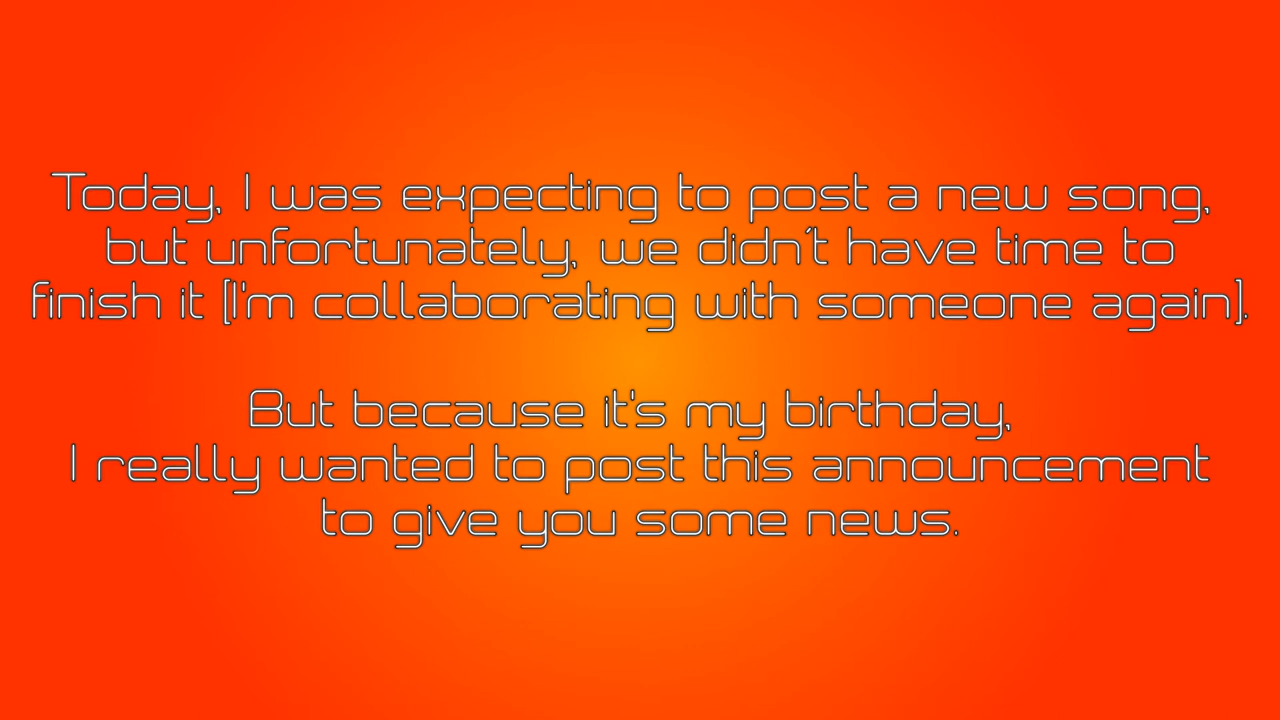 Today, I was expecting to post a new song,
but unfortunately, we didn't have time to
finish it [I'm collaborating with someone again].
But because it's my birthday,
I really wanted to post this announcement
to give you some news.